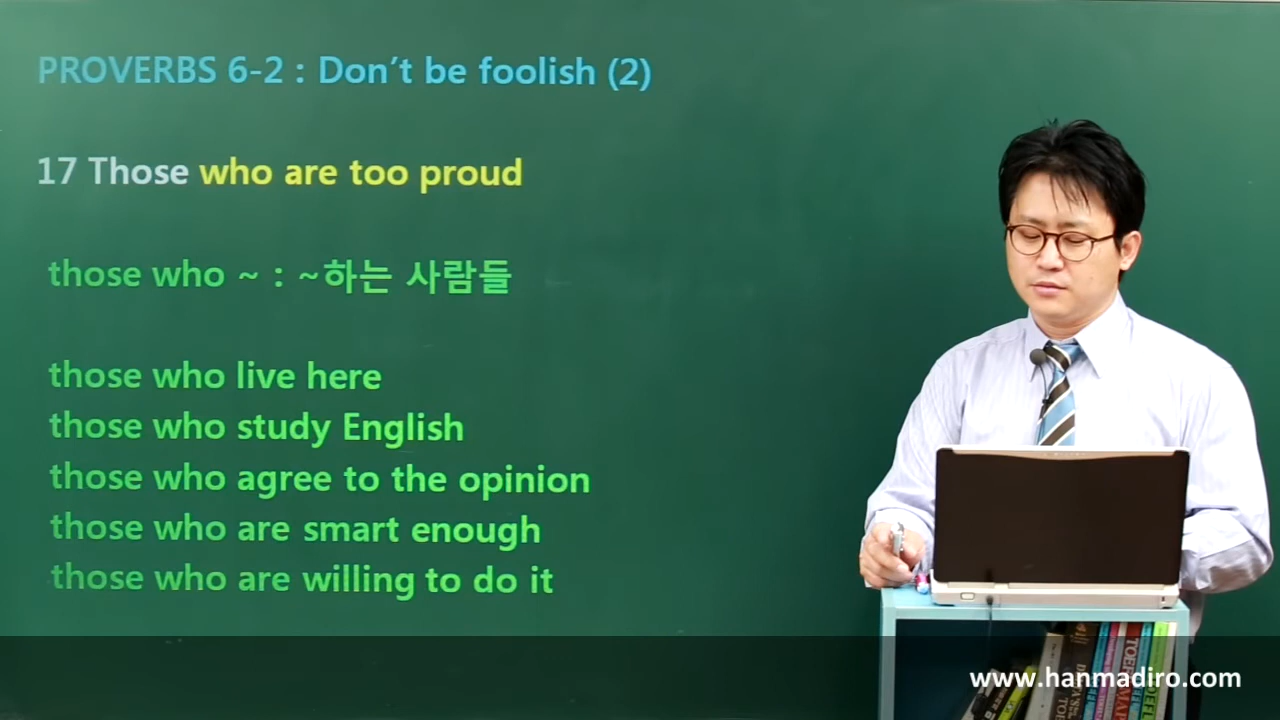 PROVERBS 6-2 : Don't be foolish (2)
17 Those who are too proud
those who ~ : ~하는 사람들
those who live here
those who study English
those who agree to the opinion
those who are smart enough
those who are willing to do it
www.hanmadiro.com